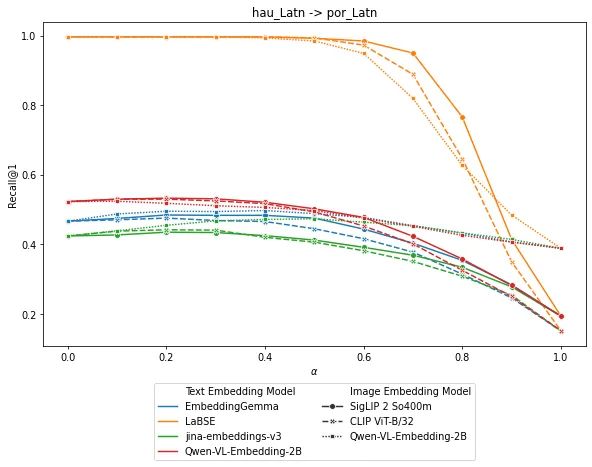 hau_Latn -> por_Latn
Recall@1
1.0
0.8
0.6
0.4
0.2
0.0 0.2 0.4 0.6 0.8 1.0
α
Text Embedding Model Image Embedding Model
EmbeddingGemma SigLIP 2 So400m
LaBSE CLIP ViT-B/32
jina-embeddings-v3 Qwen-VL-Embedding-2B
Qwen-VL-Embedding-2B